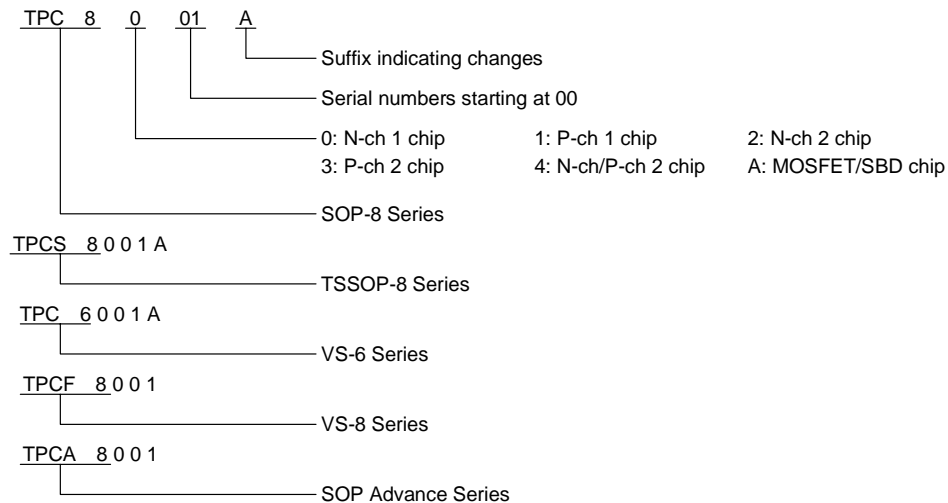 TPC 8 0 01 A
Suffix indicating changes
Serial numbers starting at 00
0: N-ch 1 chip 1: P-ch 1 chip 2: N-ch 2 chip
3: P-ch 2 chip 4: N-ch/P-ch 2 chip A: MOSFET/SBD chip
SOP-8 Series
TPCS 8 0 0 1 A
TSSOP-8 Series
TPC 6 0 0 1 A
VS-6 Series
TPCF 8 0 0 1
VS-8 Series
TPCA 8 0 0 1
SOP Advance Series